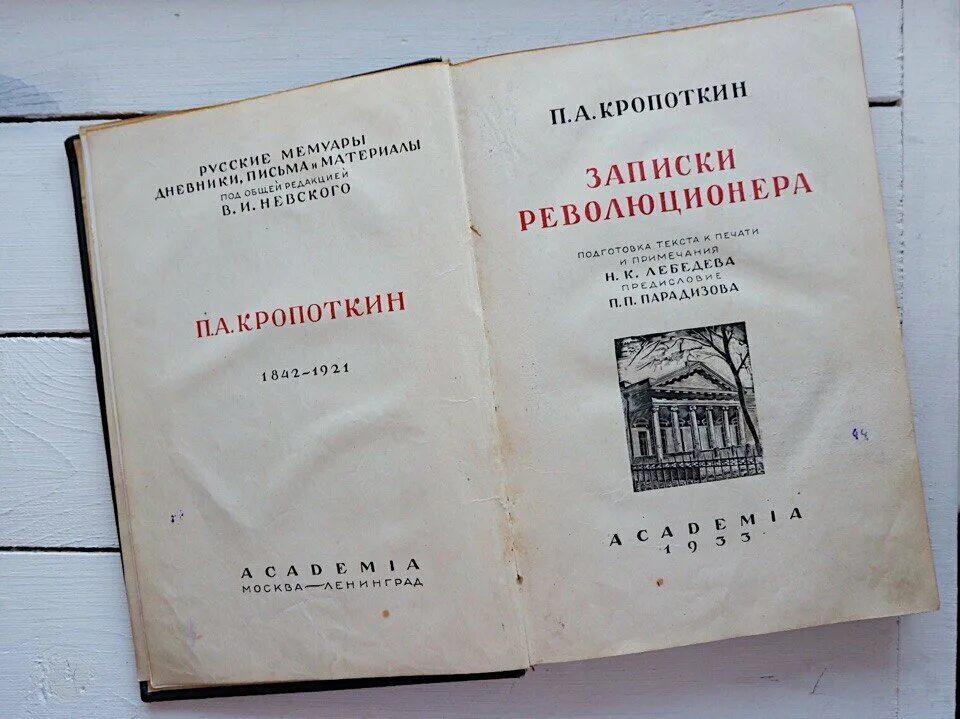 РУССКИЕ МЕМУАРЫ
ДНЕВНИКИ, ПИСЬМА И МАТЕРИАЛЫ
ПОД ОБЩЕЙ РЕДАКЦИЕЙ
В. И. НЕВСКОГО
П.А.КРОПОТКИН
1842–1921
ACADEMIA
МОСКВА—ЛЕНИНГРАД
П. А. КРОПОТКИН
ЗАПИСКИ
РЕВОЛЮЦИОНЕРА
ПОДГОТОВКА ТЕКСТА К ПЕЧАТИ
И ПРИМЕЧАНИЯ
Н. К. ЛЕБЕДЕВА
ПРЕДИСЛОВИЕ
П. П. ПАРАДИЗОВА
ACADEMIA
1933